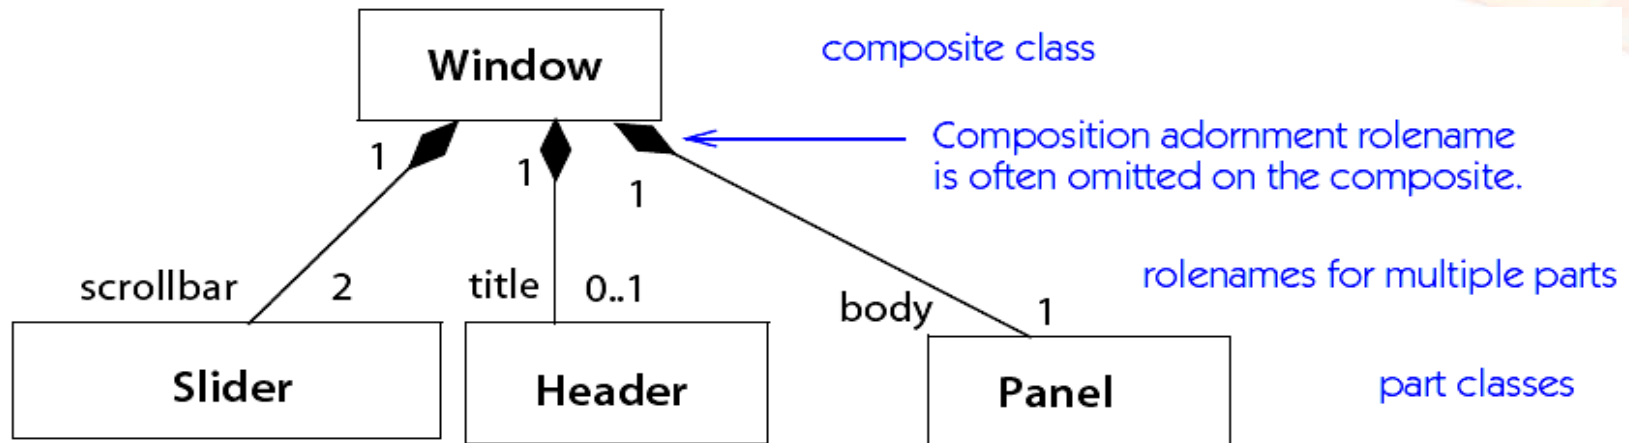 Window
composite class
Composition adornment rolename
is often omitted on the composite.
1
1
1
scrollbar
2
title
0..1
body
1
rolenames for multiple parts
Slider
Header
Panel
part classes